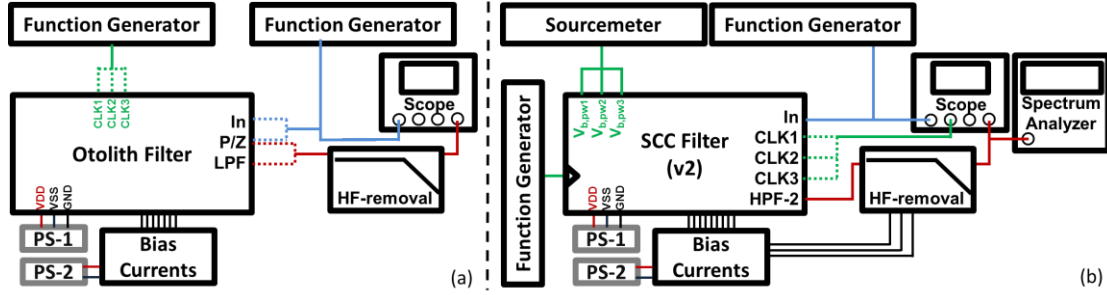 Function Generator
Function Generator
CLK1
CLK2
CLK3
Scope
In
P/Z
LPF
Otolith Filter
HF-removal
VDD
VSS
GND
PS-1
PS-2
Bias
Currents
(a)
Sourcemeter
Function Generator
Function Generator
Vb,pw1
Vb,pw2
Vb,pw3
SCC Filter
(v2)
In
CLK1
CLK2
CLK3
HPF-2
Scope
Spectrum
Analyzer
HF-removal
VDD
VSS
GND
PS-1
PS-2
Bias
Currents
(b)